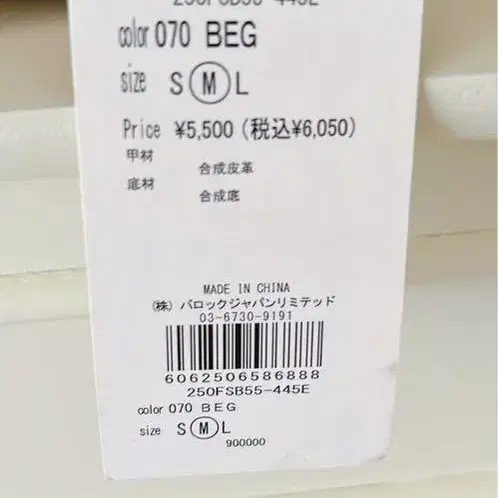 250FSB55-445E
color 070 BEG
size S M L
Price ¥5,500 (税込¥6,050)
甲材 合成皮革
底材 合成底
MADE IN CHINA
(株) バロックジャパンリミテッド
03-6730-9191
6062506586888
250FSB55-445E
color 070 BEG
size S M L
900000